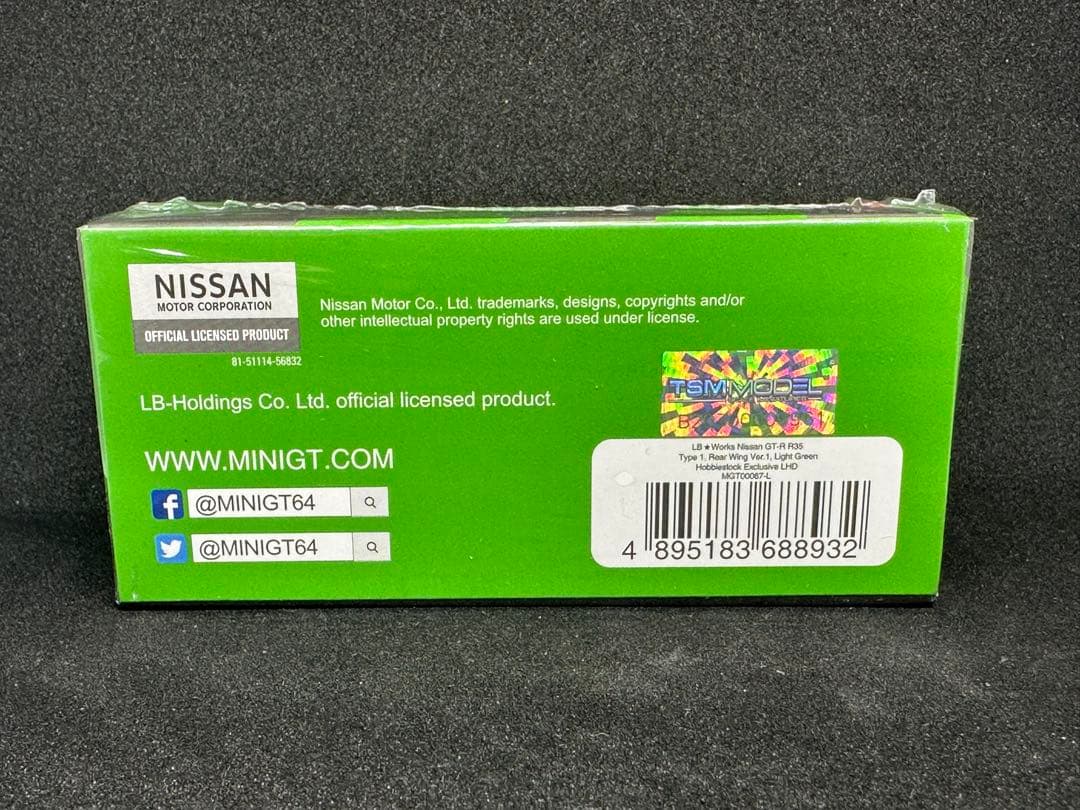 NISSAN
MOTOR CORPORATION
OFFICIAL LICENSED PRODUCT
81-51114-56832
Nissan Motor Co., Ltd. trademarks, designs, copyrights and/or
other intellectual property rights are used under license.
LB-Holdings Co. Ltd. official licensed product.
WWW.MINIGT.COM
@MINIGT64
@MINIGT64
TSM MODEL
LB★Works Nissan GT-R R35
Type 1, Rear Wing Ver.1, Light Green
Hobbiestock Exclusive LHD
MGT00067-L
4 895183 688932